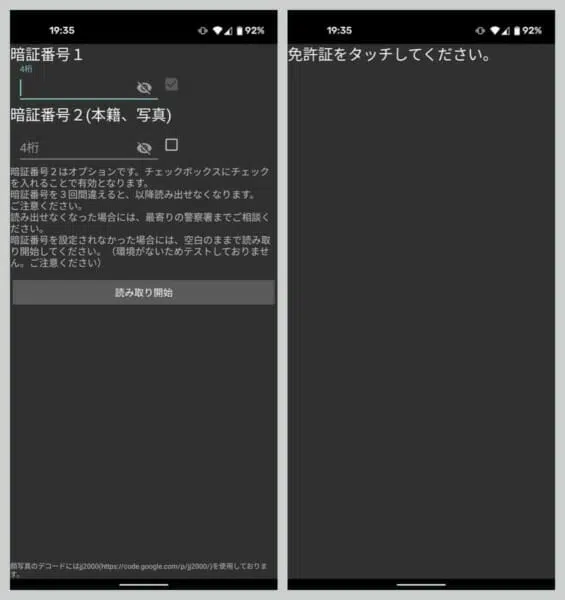 19:35
92%
暗証番号１
4桁
暗証番号２(本籍、写真)
4桁
暗証番号２はオプションです。チェックボックスにチェック
を入れることで有効となります。
暗証番号を３回間違えると、以降読み出せなくなります。
ご注意ください。
読み出せなくなった場合には、最寄りの警察署までご相談く
ださい。
暗証番号を設定されなかった場合には、空白のままで読み取
り開始してください。（環境がないためテストしておりませ
ん。ご注意ください）
読み取り開始
顔写真のデコードにはjj2000(https://code.google.com/p/jj2000/)を使用しておりま
す。
19:35
92%
免許証をタッチしてください。